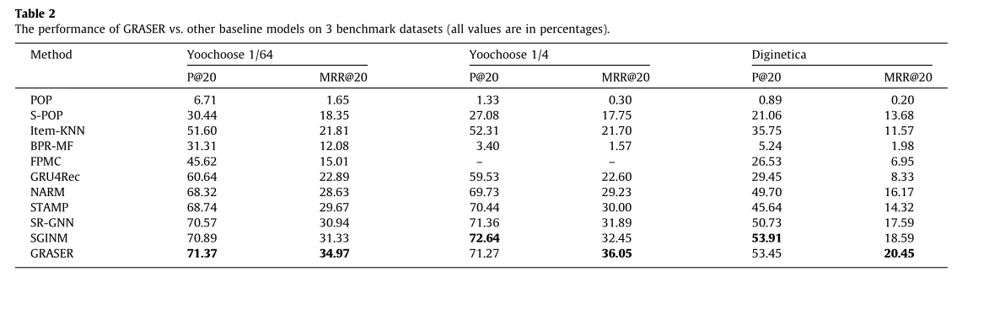 Table 2
The performance of GRASER vs. other baseline models on 3 benchmark datasets (all values are in percentages).
Method Yoochoose 1/64 Yoochoose 1/4 Diginetica
P@20 MRR@20 P@20 MRR@20 P@20 MRR@20
POP 6.71 1.65 1.33 0.30 0.89 0.20
S-POP 30.44 18.35 27.08 17.75 21.06 13.68
Item-KNN 51.60 21.81 52.31 21.70 35.75 11.57
BPR-MF 31.31 12.08 3.40 1.57 5.24 1.98
FPMC 45.62 15.01 – – 26.53 6.95
GRU4Rec 60.64 22.89 59.53 22.60 29.45 8.33
NARM 68.32 28.63 69.73 29.23 49.70 16.17
STAMP 68.74 29.67 70.44 30.00 45.64 14.32
SR-GNN 70.57 30.94 71.36 31.89 50.73 17.59
SGINM 70.89 31.33 72.64 32.45 53.91 18.59
GRASER 71.37 34.97 71.27 36.05 53.45 20.45